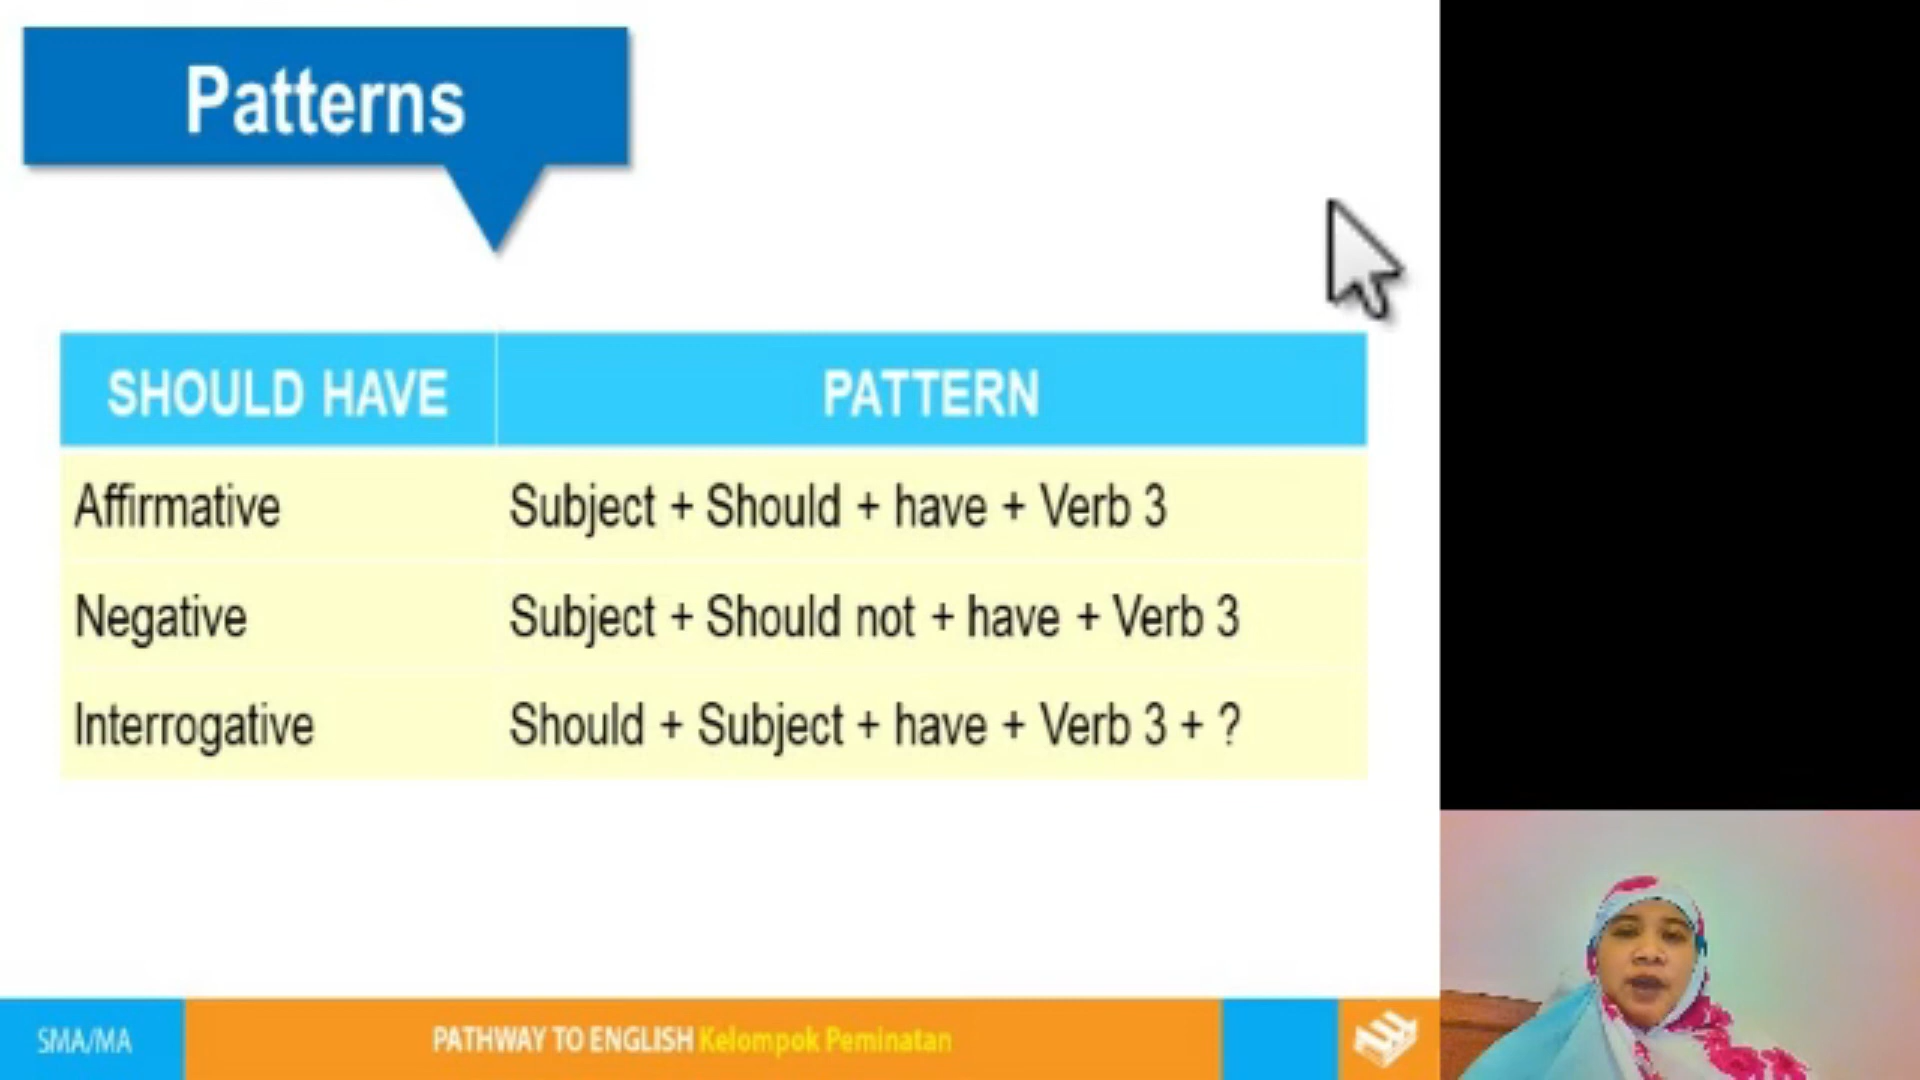 Patterns
SHOULD HAVE PATTERN
Affirmative Subject + Should + have + Verb 3
Negative Subject + Should not + have + Verb 3
Interrogative Should + Subject + have + Verb 3 + ?
SMA/MA PATHWAY TO ENGLISH Kelompok Peminatan